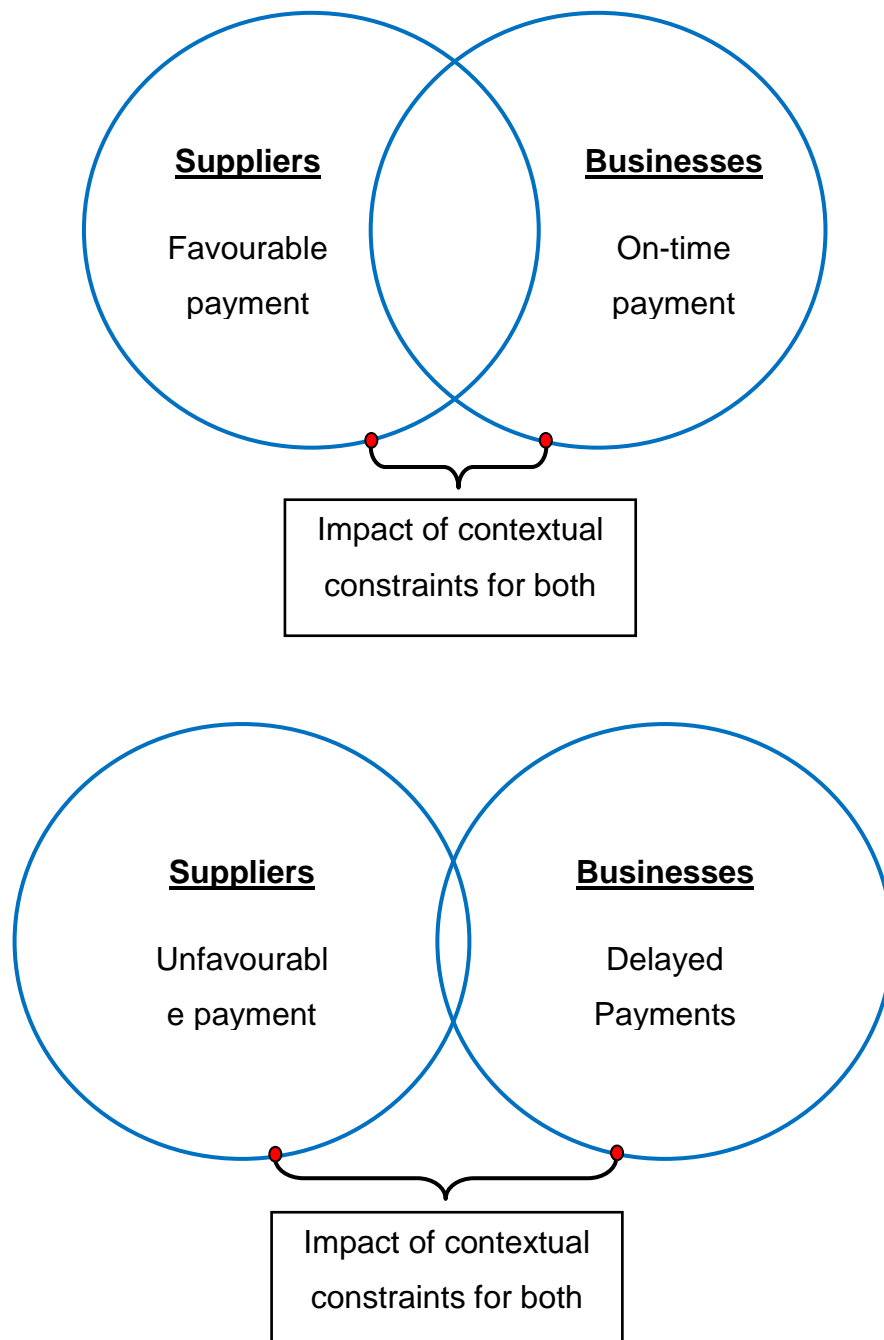 Suppliers
Businesses
Favourable
payment
On-time
payment
Impact of contextual
constraints for both
Suppliers
Businesses
Unfavourabl
e payment
Delayed
Payments
Impact of contextual
constraints for both